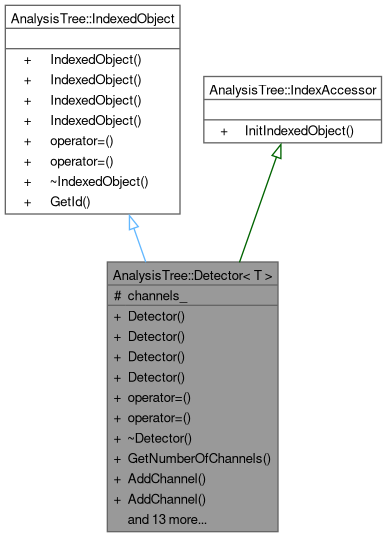 AnalysisTree::IndexedObject
+ IndexedObject()
+ IndexedObject()
+ IndexedObject()
+ IndexedObject()
+ operator=()
+ operator=()
+ ~IndexedObject()
+ GetId()
AnalysisTree::IndexAccessor
+ InitIndexedObject()
AnalysisTree::Detector< T >
# channels_
+ Detector()
+ Detector()
+ Detector()
+ Detector()
+ operator=()
+ operator=()
+ ~Detector()
+ GetNumberOfChannels()
+ AddChannel()
+ AddChannel()
and 13 more...